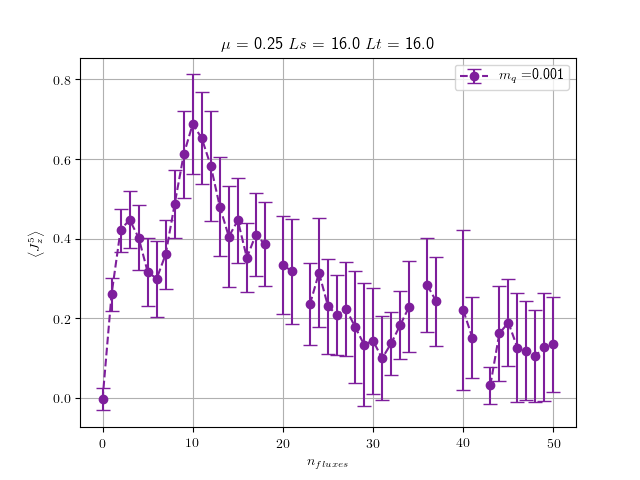 μ = 0.25 Ls = 16.0 Lt = 16.0
m_q =0.001
⟨J_z^5⟩
0.8
0.6
0.4
0.2
0.0
0 10 20 30 40 50
n_fluxes